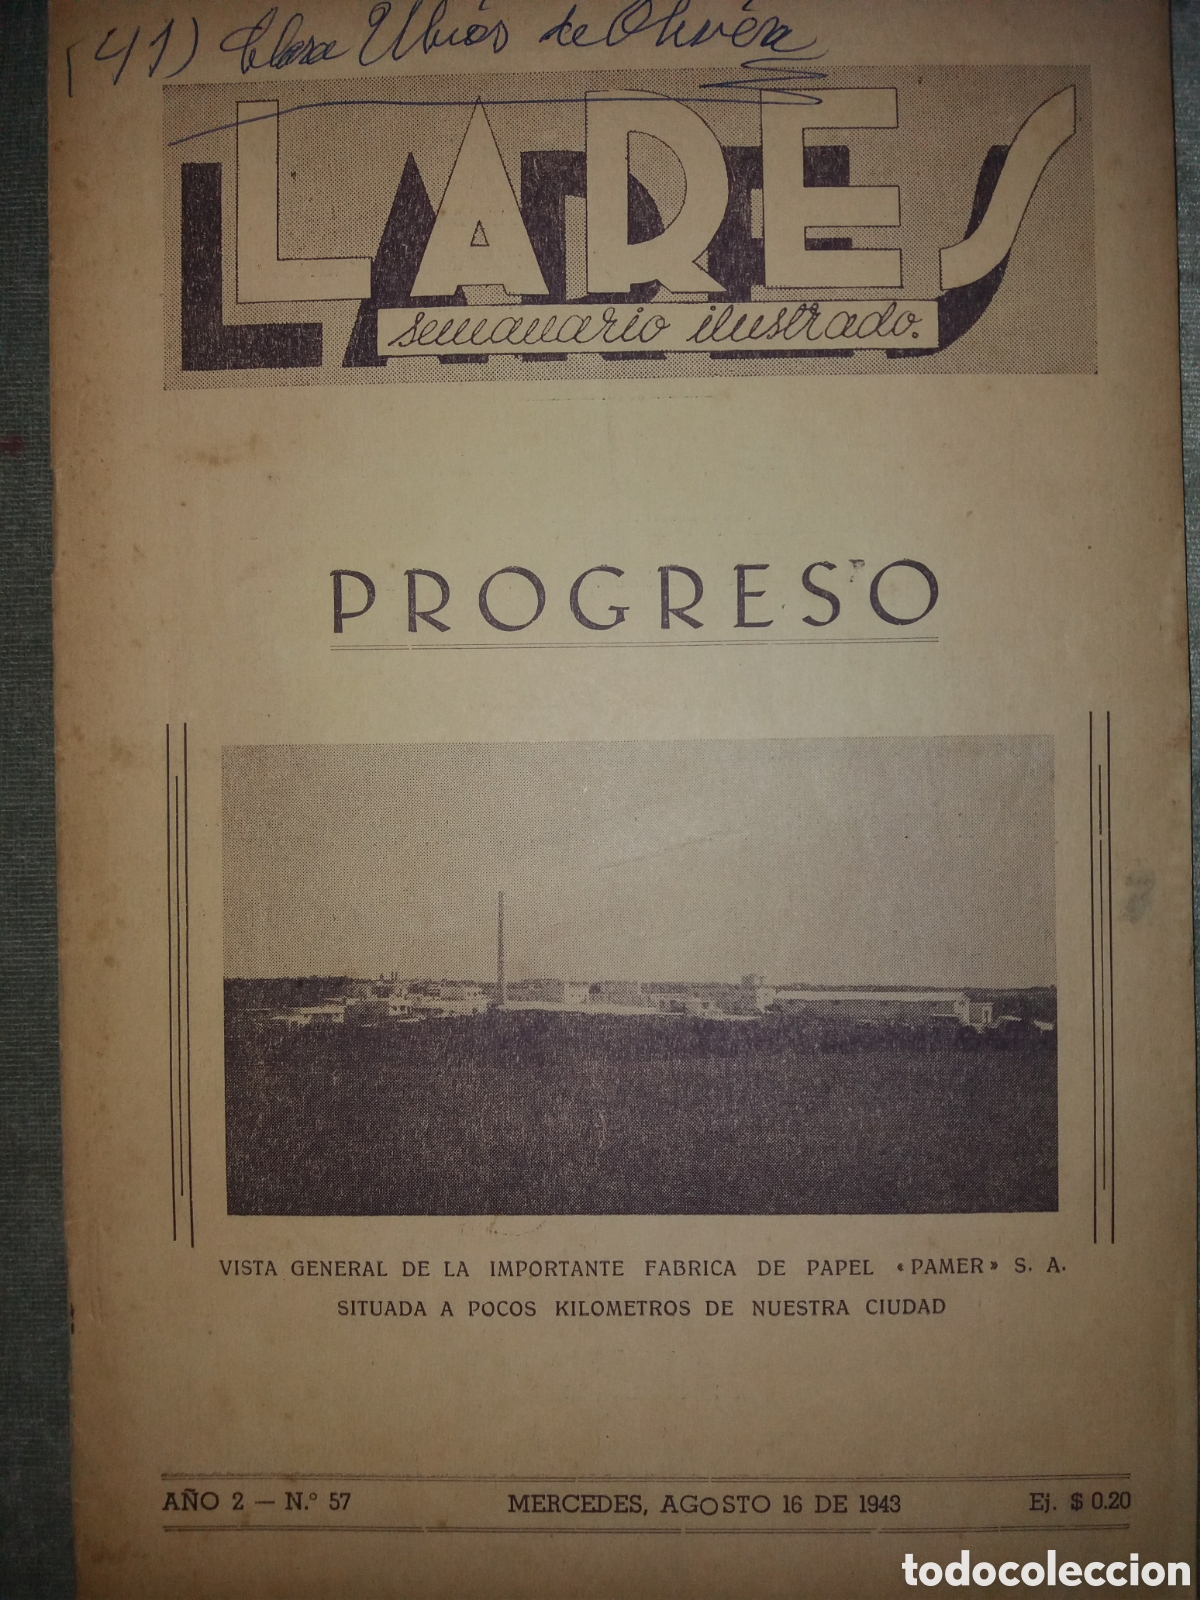 (41) Clara Ubios de Olivera
LARES
semanario ilustrado.
PROGRESO
VISTA GENERAL DE LA IMPORTANTE FABRICA DE PAPEL «PAMER» S. A.
SITUADA A POCOS KILOMETROS DE NUESTRA CIUDAD
AÑO 2 — N.° 57 MERCEDES, AGOSTO 16 DE 1943 Ej. $ 0.20
todocoleccion